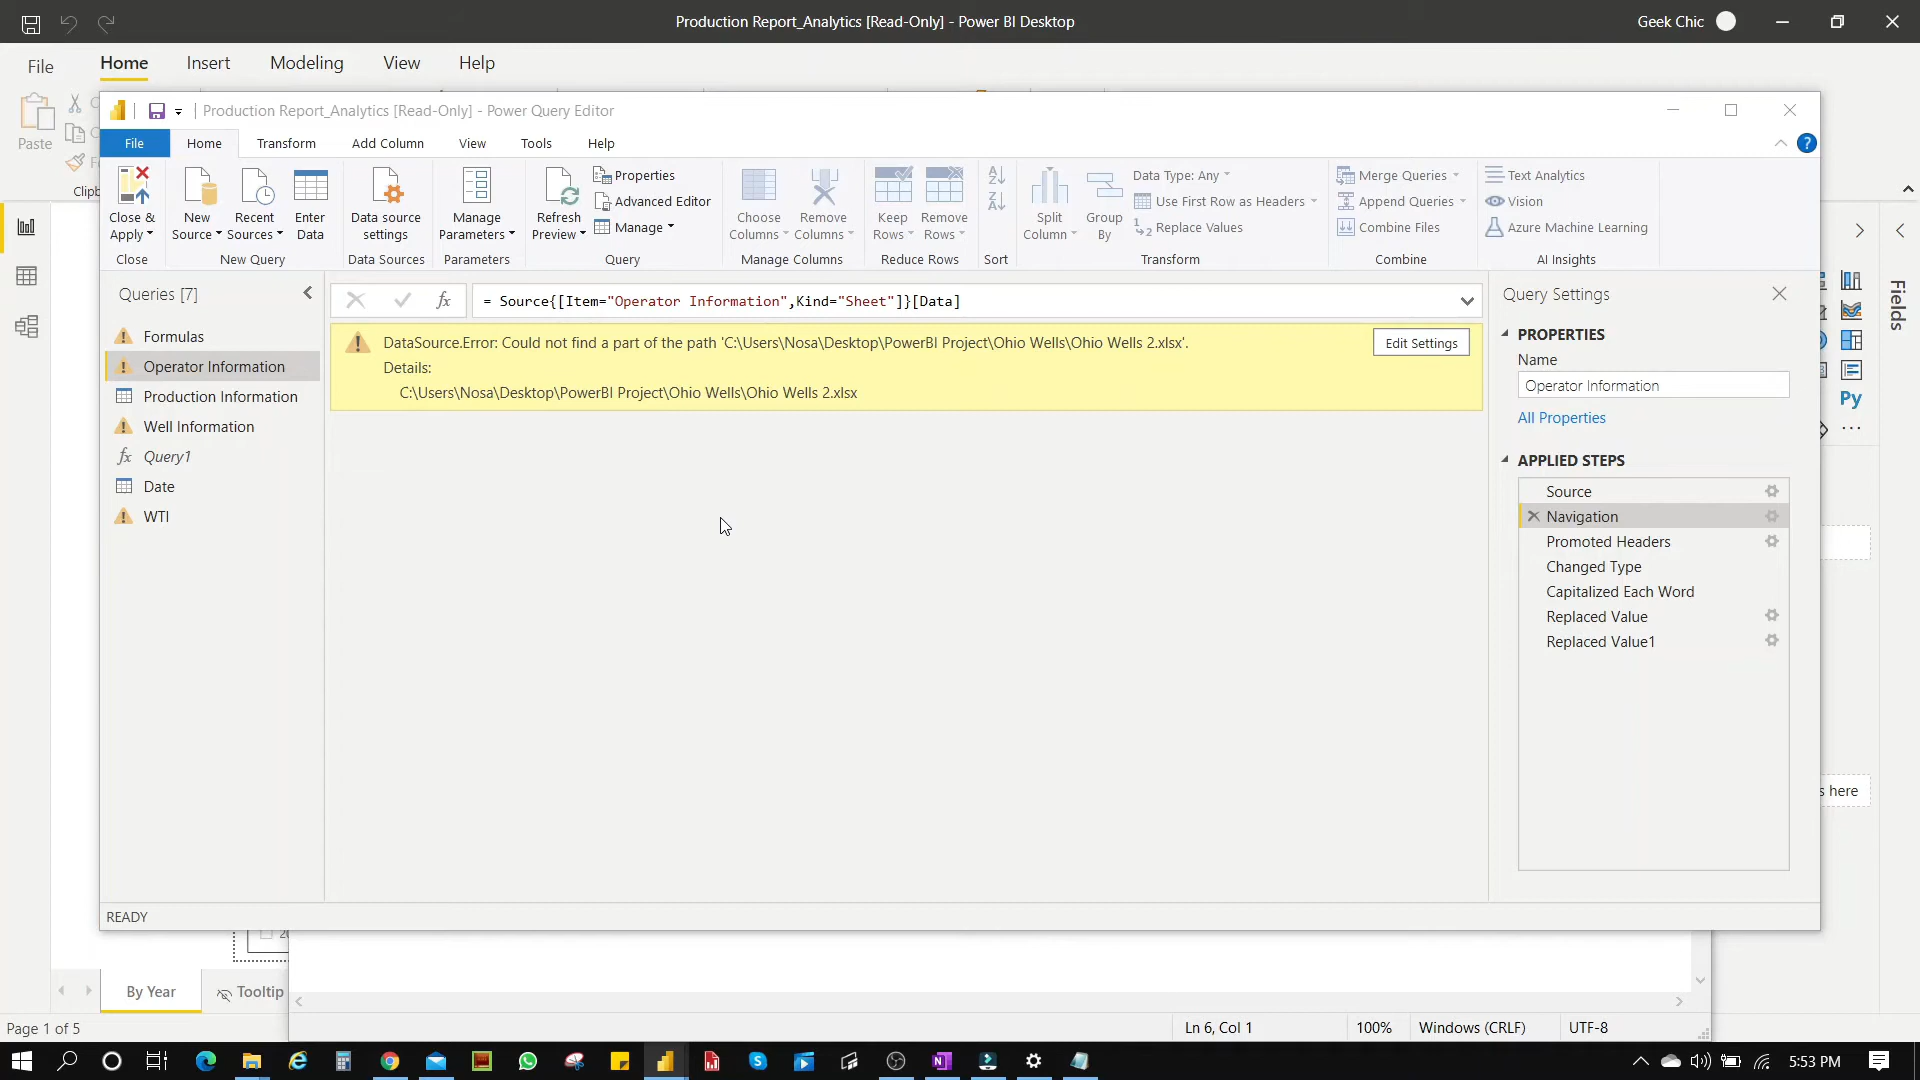 Production Report_Analytics [Read-Only] - Power BI Desktop
Geek Chic
File
Home
Insert
Modeling
View
Help
Paste
Production Report_Analytics [Read-Only] - Power Query Editor
File
Home
Transform
Add Column
View
Tools
Help
Close &
Apply
New
Source
Recent
Sources
Enter
Data
Data source
settings
Manage
Parameters
Refresh
Preview
Properties
Advanced Editor
Manage
Choose
Columns
Remove
Columns
Keep
Rows
Remove
Rows
Split
Column
Group
By
Data Type: Any
Use First Row as Headers
Replace Values
Merge Queries
Append Queries
Combine Files
Text Analytics
Vision
Azure Machine Learning
Clipb
Close
New Query
Data Sources
Parameters
Query
Manage Columns
Reduce Rows
Sort
Transform
Combine
AI Insights
Queries [7]
Formulas
Operator Information
Production Information
Well Information
Query1
Date
WTI
fx
= Source{[Item="Operator Information",Kind="Sheet"]}[Data]
DataSource.Error: Could not find a part of the path 'C:\Users\Nosa\Desktop\PowerBI Project\Ohio Wells\Ohio Wells 2.xlsx'.
Details:
C:\Users\Nosa\Desktop\PowerBI Project\Ohio Wells\Ohio Wells 2.xlsx
Edit Settings
Query Settings
PROPERTIES
Name
Operator Information
All Properties
APPLIED STEPS
Source
Navigation
Promoted Headers
Changed Type
Capitalized Each Word
Replaced Value
Replaced Value1
Fields
Py
s here
READY
By Year
Tooltip
Page 1 of 5
Ln 6, Col 1
100%
Windows (CRLF)
UTF-8
5:53 PM